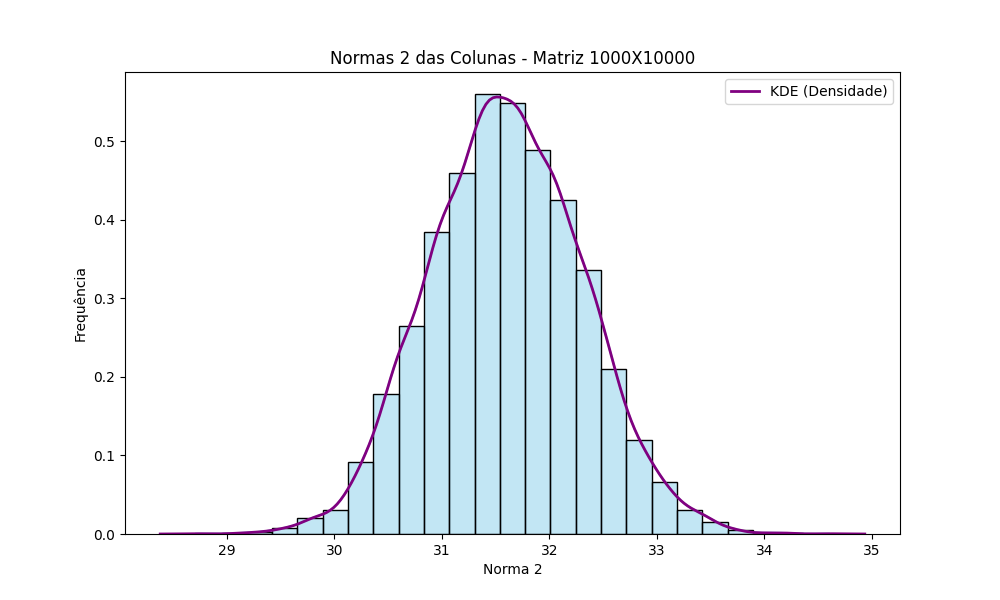 Normas 2 das Colunas - Matriz 1000X10000
KDE (Densidade)
Frequência
0.5
0.4
0.3
0.2
0.1
0.0
29 30 31 32 33 34 35
Norma 2